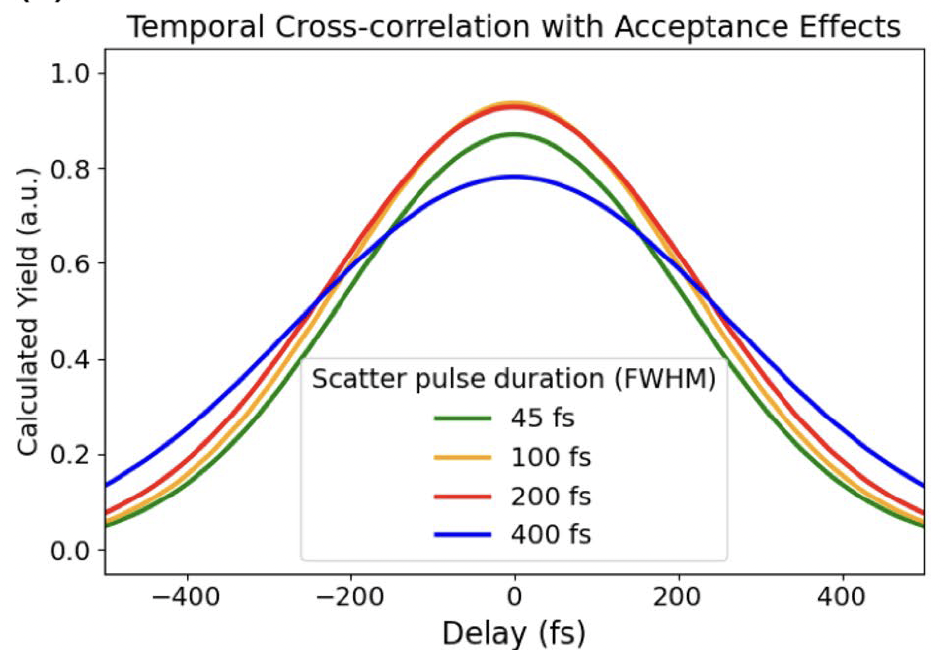 Temporal Cross-correlation with Acceptance Effects
1.0
0.8
0.6
0.4
0.2
0.0
Calculated Yield (a.u.)
Scatter pulse duration (FWHM)
45 fs
100 fs
200 fs
400 fs
−400 −200 0 200 400
Delay (fs)